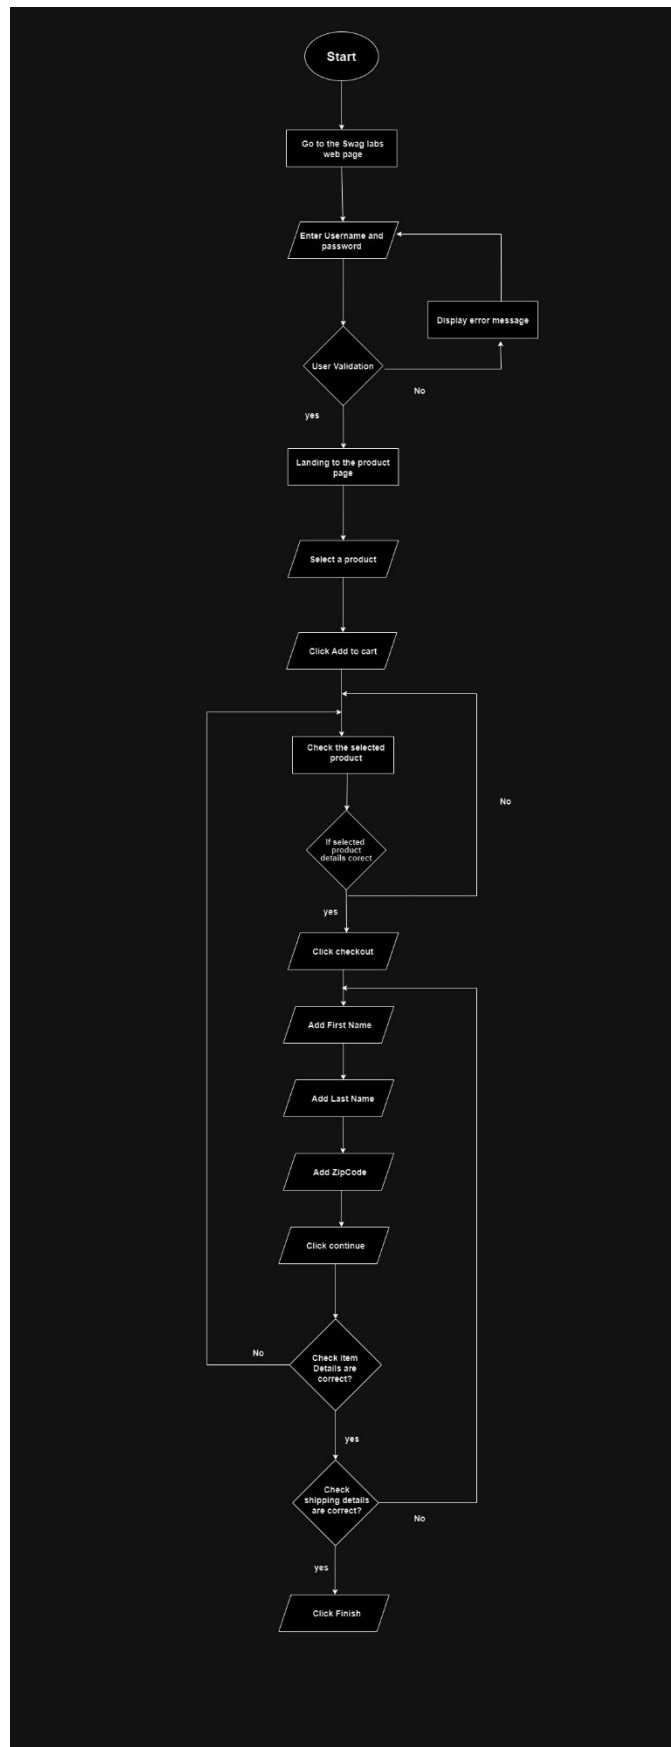 Start
Go to the Swag labs
web page
Enter Username and
password
Display error message
User Validation
No
yes
Landing to the product
page
Select a product
Click Add to cart
Check the selected
product
No
If selected
product
details corect
yes
Click checkout
Add First Name
Add Last Name
Add ZipCode
Click continue
No
Check item
Details are
correct?
yes
Check
shipping details
are correct?
No
yes
Click Finish